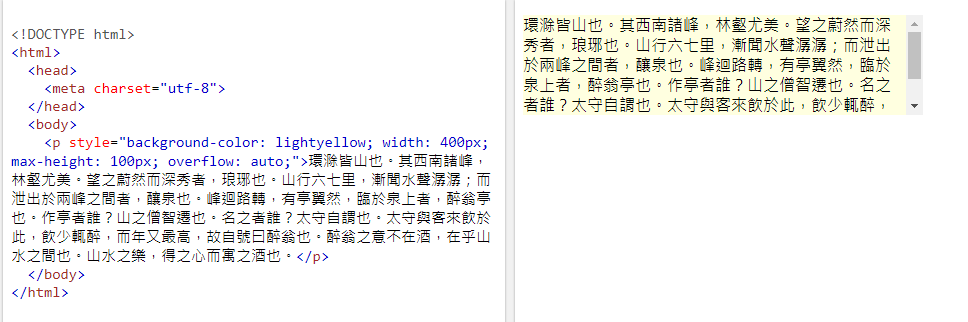 <!DOCTYPE html>
<html>
  <head>
    <meta charset="utf-8">
  </head>
  <body>
    <p style="background-color: lightyellow; width: 400px;
max-height: 100px; overflow: auto;">環滁皆山也。其西南諸峰，
林壑尤美。望之蔚然而深秀者，琅琊也。山行六七里，漸聞水聲潺潺；而
泄出於兩峰之間者，釀泉也。峰迴路轉，有亭翼然，臨於泉上者，醉翁亭
也。作亭者誰？山之僧智遷也。名之者誰？太守自謂也。太守與客來飲於
此，飲少輒醉，而年又最高，故自號曰醉翁也。醉翁之意不在酒，在乎山
水之間也。山水之樂，得之心而寓之酒也。</p>
  </body>
</html>
環滁皆山也。其西南諸峰，林壑尤美。望之蔚然而深
秀者，琅琊也。山行六七里，漸聞水聲潺潺；而泄出
於兩峰之間者，釀泉也。峰迴路轉，有亭翼然，臨於
泉上者，醉翁亭也。作亭者誰？山之僧智遷也。名之
者誰？太守自謂也。太守與客來飲於此，飲少輒醉，